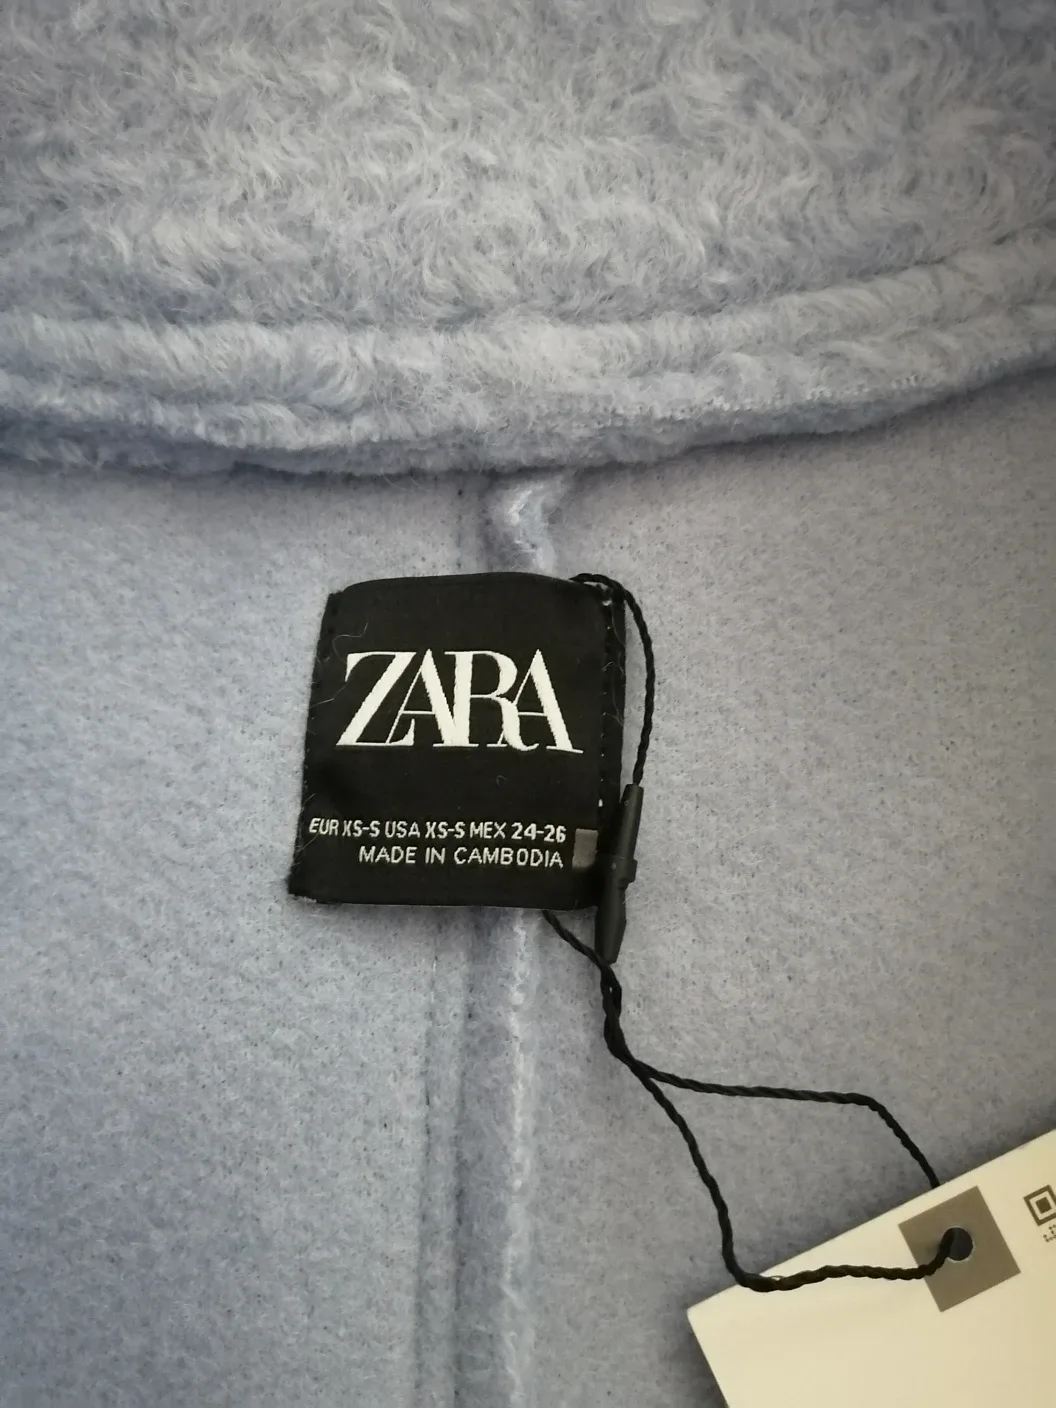 ZARA
EUR XS-S USA XS-S MEX 24-26
MADE IN CAMBODIA